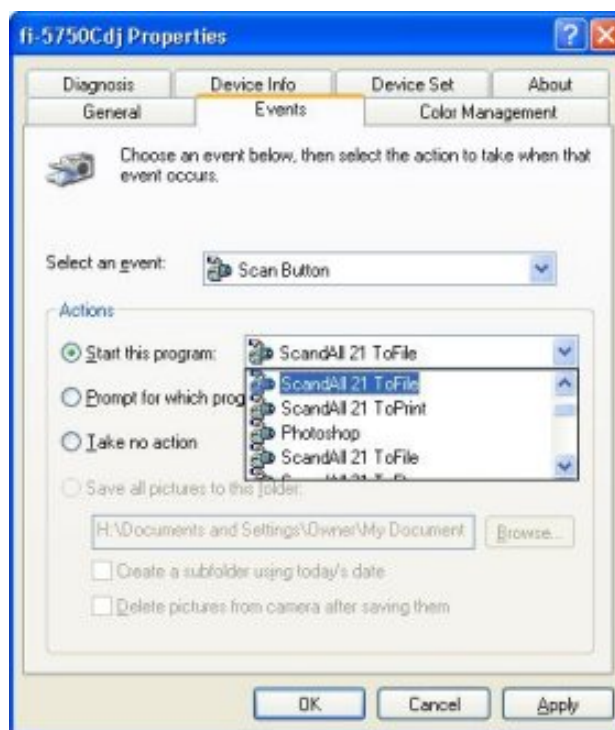 fi-5750Cdj Properties
Diagnosis Device Info Device Set About
General Events Color Management
Choose an event below, then select the action to take when that
event occurs.
Select an event: Scan Button
Actions
Start this program: ScandAll 21 ToFile
ScandAll 21 ToFile
Prompt for which prog
ScandAll 21 ToPrint
Photoshop
Take no action
ScandAll 21 ToFile
Save all pictures to this folder:
H:\Documents and Settings\Owner\My Document Browse...
Create a subfolder using today's date
Delete pictures from camera after saving them
OK Cancel Apply